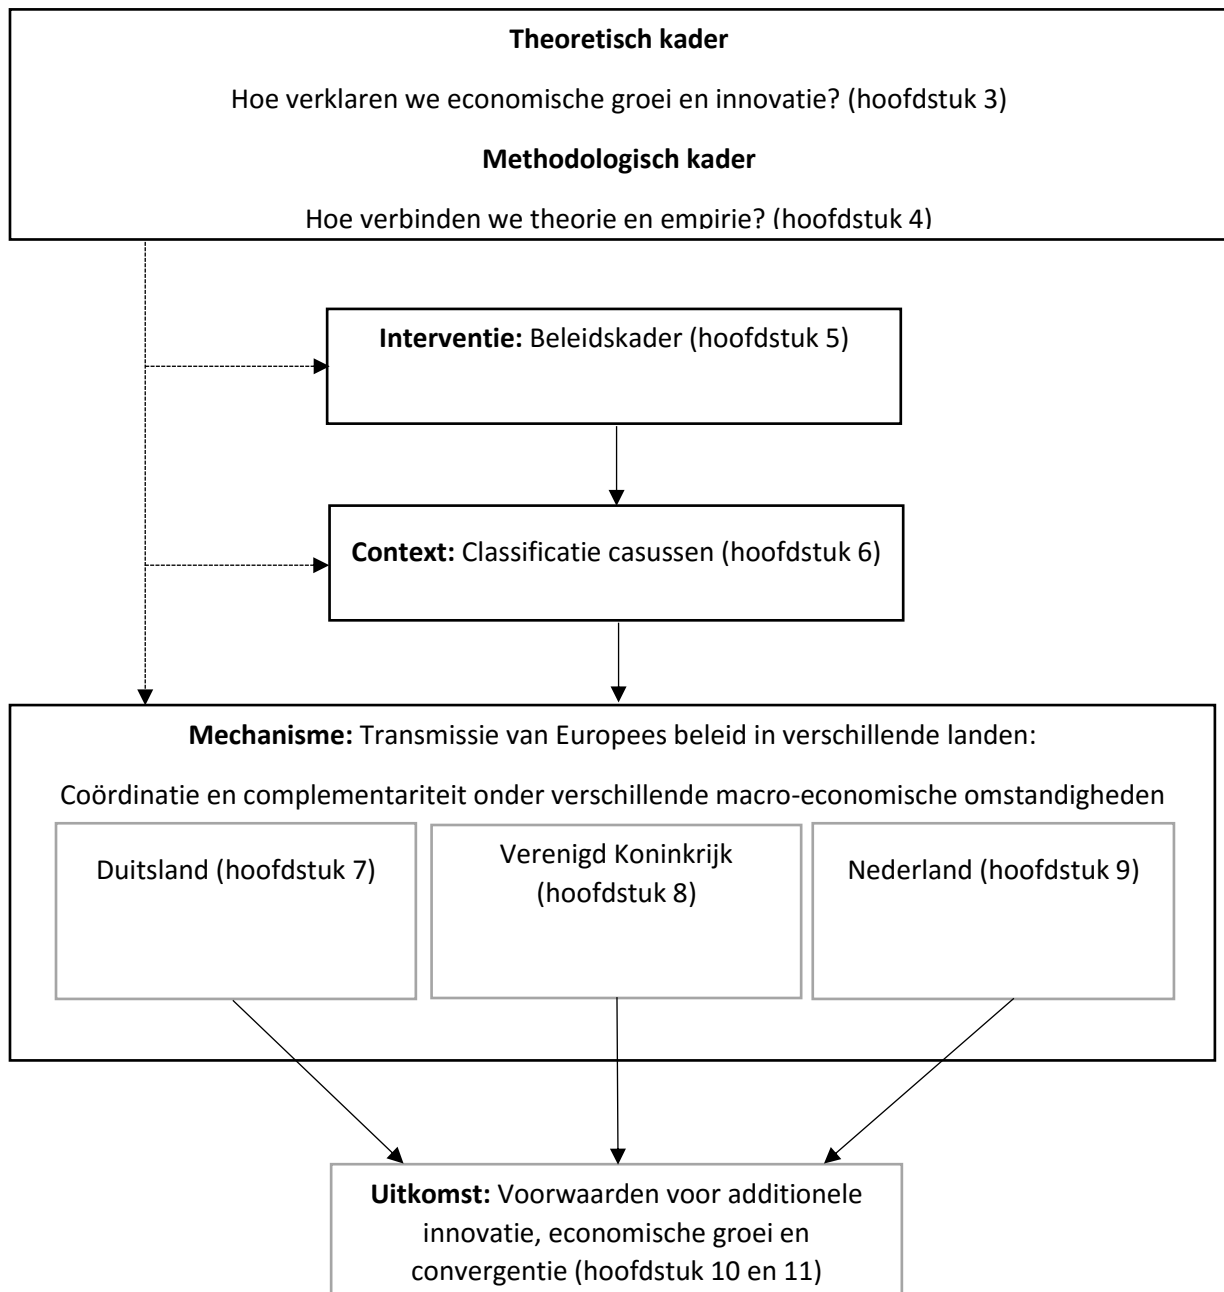 Theoretisch kader
Hoe verklaren we economische groei en innovatie? (hoofdstuk 3)
Methodologisch kader
Hoe verbinden we theorie en empirie? (hoofdstuk 4)
Interventie: Beleidskader (hoofdstuk 5)
Context: Classificatie casussen (hoofdstuk 6)
Mechanisme: Transmissie van Europees beleid in verschillende landen:
Coördinatie en complementariteit onder verschillende macro-economische omstandigheden
Duitsland (hoofdstuk 7)
Verenigd Koninkrijk
(hoofdstuk 8)
Nederland (hoofdstuk 9)
Uitkomst: Voorwaarden voor additionele
innovatie, economische groei en
convergentie (hoofdstuk 10 en 11)